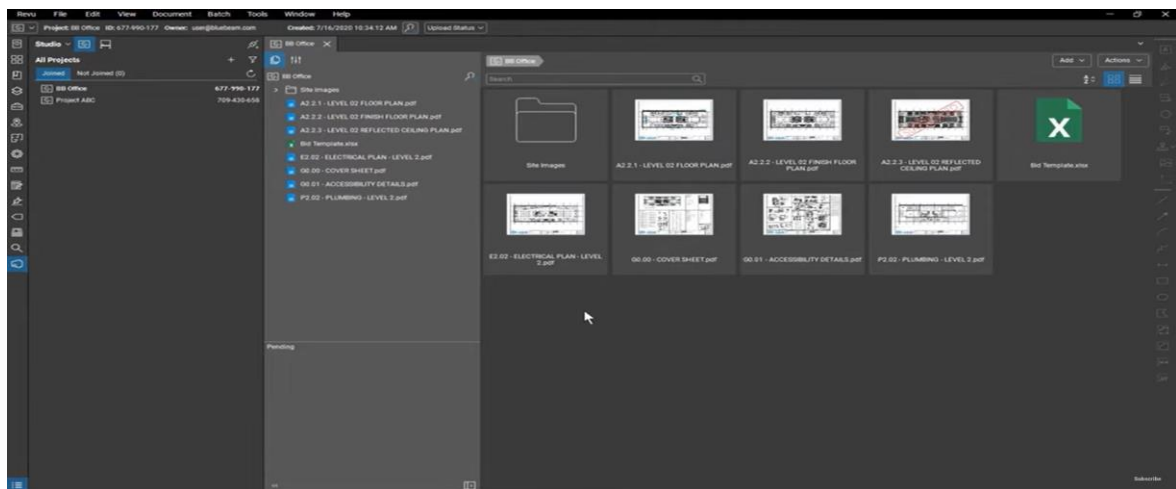 Revu File Edit View Document Batch Tools Window Help
Project: BB Office ID: 677-990-177 Owner: user@bluebeam.com Created: 7/16/2020 10:34:12 AM Upload Status
Studio
BB Office
All Projects
Joined Not Joined (0)
BB Office 677-990-177
Project ABC 709-430-658
BB Office
Site Images
A2.2.1 - LEVEL 02 FLOOR PLAN.pdf
A2.2.2 - LEVEL 02 FINISH FLOOR PLAN.pdf
A2.2.3 - LEVEL 02 REFLECTED CEILING PLAN.pdf
Bid Template.xlsx
E2.02 - ELECTRICAL PLAN - LEVEL 2.pdf
G0.00 - COVER SHEET.pdf
G0.01 - ACCESSIBILITY DETAILS.pdf
P2.02 - PLUMBING - LEVEL 2.pdf
Pending
BB Office
Add Actions
Search
Site Images
A2.2.1 - LEVEL 02 FLOOR PLAN.pdf
A2.2.2 - LEVEL 02 FINISH FLOOR
PLAN.pdf
A2.2.3 - LEVEL 02 REFLECTED
CEILING PLAN.pdf
X
Bid Template.xlsx
E2.02 - ELECTRICAL PLAN - LEVEL
2.pdf
G0.00 - COVER SHEET.pdf
G0.01 - ACCESSIBILITY DETAILS.pdf
P2.02 - PLUMBING - LEVEL 2.pdf
Subscribe